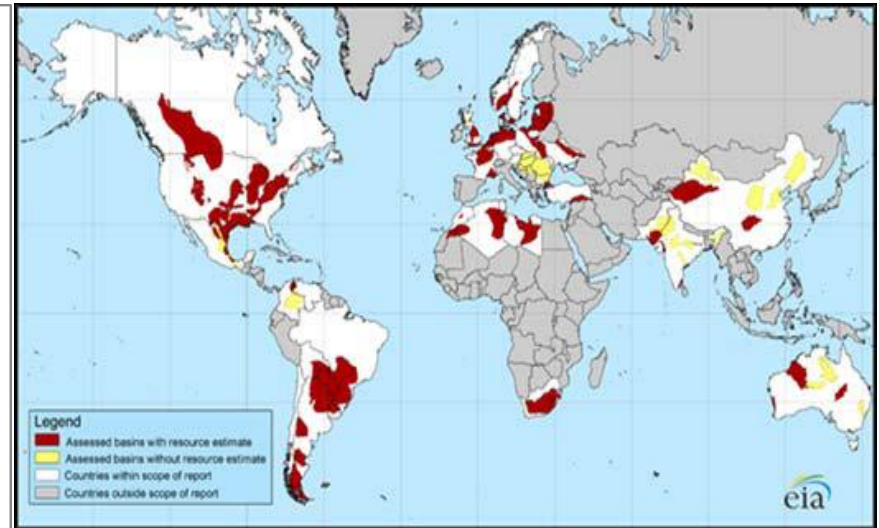 Legend
Assessed basins with resource estimate
Assessed basins without resource estimate
Countries within scope of report
Countries outside scope of report
eia